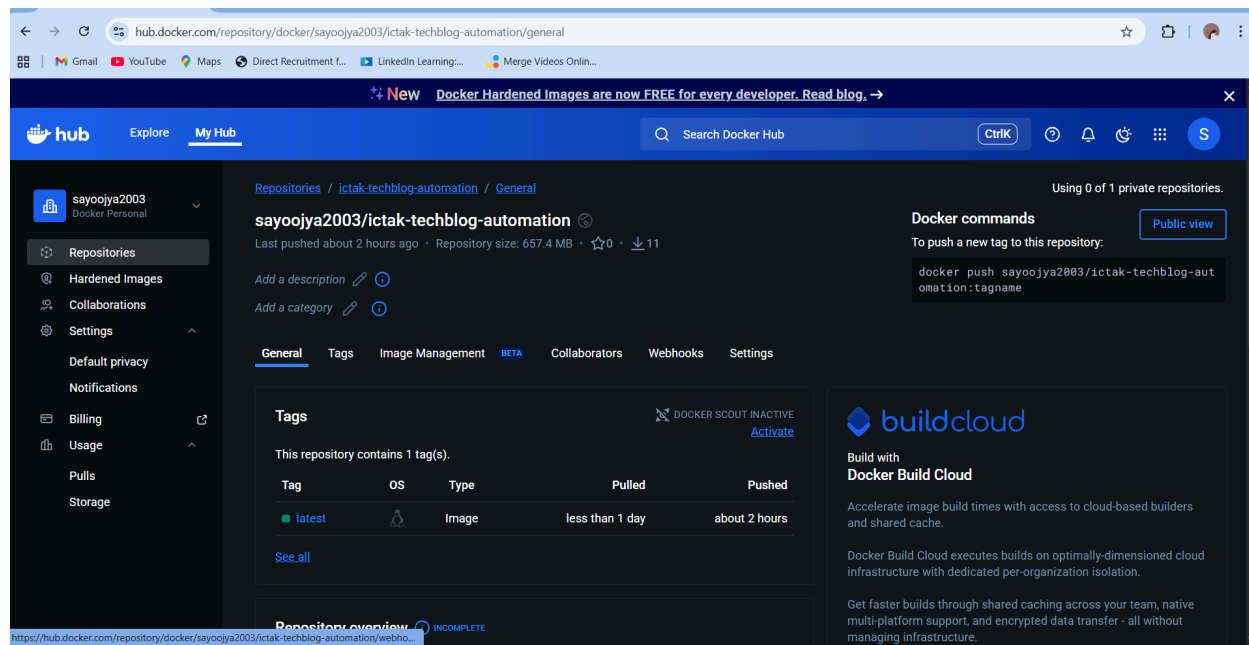 hub.docker.com/repository/docker/sayoojya2003/ictak-techblog-automation/general
Gmail YouTube Maps Direct Recruitment f... LinkedIn Learning:... Merge Videos Onlin...
New Docker Hardened Images are now FREE for every developer. Read blog. →
hub Explore My Hub Search Docker Hub CtrlK S
sayoojya2003
Docker Personal
Repositories
Hardened Images
Collaborations
Settings
Default privacy
Notifications
Billing
Usage
Pulls
Storage
Repositories / ictak-techblog-automation / General
Using 0 of 1 private repositories.
sayoojya2003/ictak-techblog-automation
Last pushed about 2 hours ago · Repository size: 657.4 MB · 0 · 11
Add a description
Add a category
Docker commands
Public view
To push a new tag to this repository:
docker push sayoojya2003/ictak-techblog-aut
omation:tagname
General Tags Image Management BETA Collaborators Webhooks Settings
Tags
DOCKER SCOUT INACTIVE
Activate
This repository contains 1 tag(s).
Tag OS Type Pulled Pushed
latest Image less than 1 day about 2 hours
See all
Repository overview INCOMPLETE
buildcloud
Build with
Docker Build Cloud
Accelerate image build times with access to cloud-based builders
and shared cache.
Docker Build Cloud executes builds on optimally-dimensioned cloud
infrastructure with dedicated per-organization isolation.
Get faster builds through shared caching across your team, native
multi-platform support, and encrypted data transfer - all without
managing infrastructure.
https://hub.docker.com/repository/docker/sayoojya2003/ictak-techblog-automation/webho...